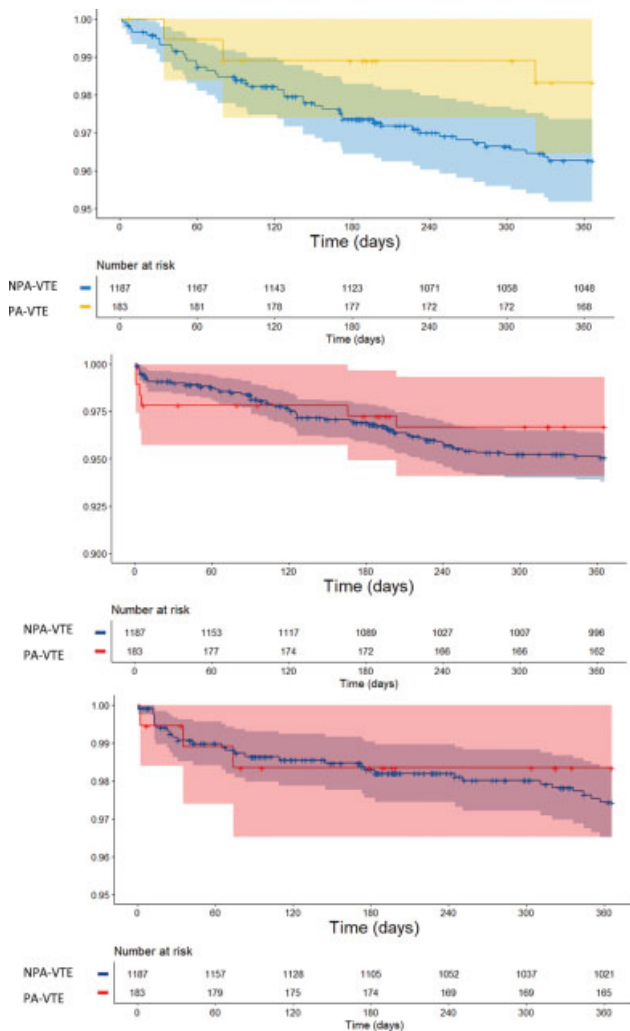 1.00
0.99
0.98
0.97
0.96
0.95
0 60 120 180 240 300 360
Time (days)
Number at risk
NPA-VTE 1187 1167 1143 1123 1071 1058 1048
PA-VTE 183 181 178 177 172 172 168
0 60 120 180 240 300 360
Time (days)
1.000
0.975
0.950
0.925
0.900
0 60 120 180 240 300 360
Time (days)
Number at risk
NPA-VTE 1187 1153 1117 1089 1027 1007 996
PA-VTE 183 177 174 172 166 166 162
0 60 120 180 240 300 360
Time (days)
1.00
0.99
0.98
0.97
0.96
0.95
0 60 120 180 240 300 360
Time (days)
Number at risk
NPA-VTE 1187 1157 1128 1105 1052 1037 1021
PA-VTE 183 179 175 174 169 169 165
0 60 120 180 240 300 360
Time (days)